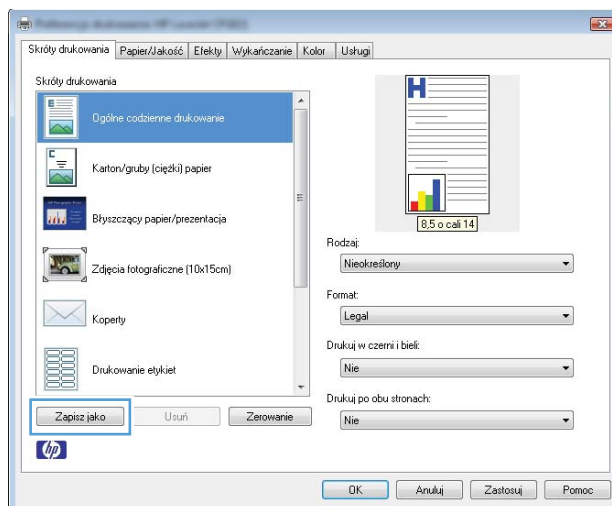 Skróty drukowania
Papier/Jakość
Efekty
Wykańczanie
Kolor
Usługi
Skróty drukowania
Ogólne codzienne drukowanie
Karton/gruby (ciężki) papier
Błyszczący papier/prezentacja
Zdjęcia fotograficzne (10x15cm)
Koperty
Drukowanie etykiet
Zapisz jako
Usuń
Zerowanie
8,5 o cali 14
Rodzaj:
Nieokreślony
Format:
Legal
Drukuj w czerni i bieli:
Nie
Drukuj po obu stronach:
Nie
hp
OK
Anuluj
Zastosuj
Pomoc